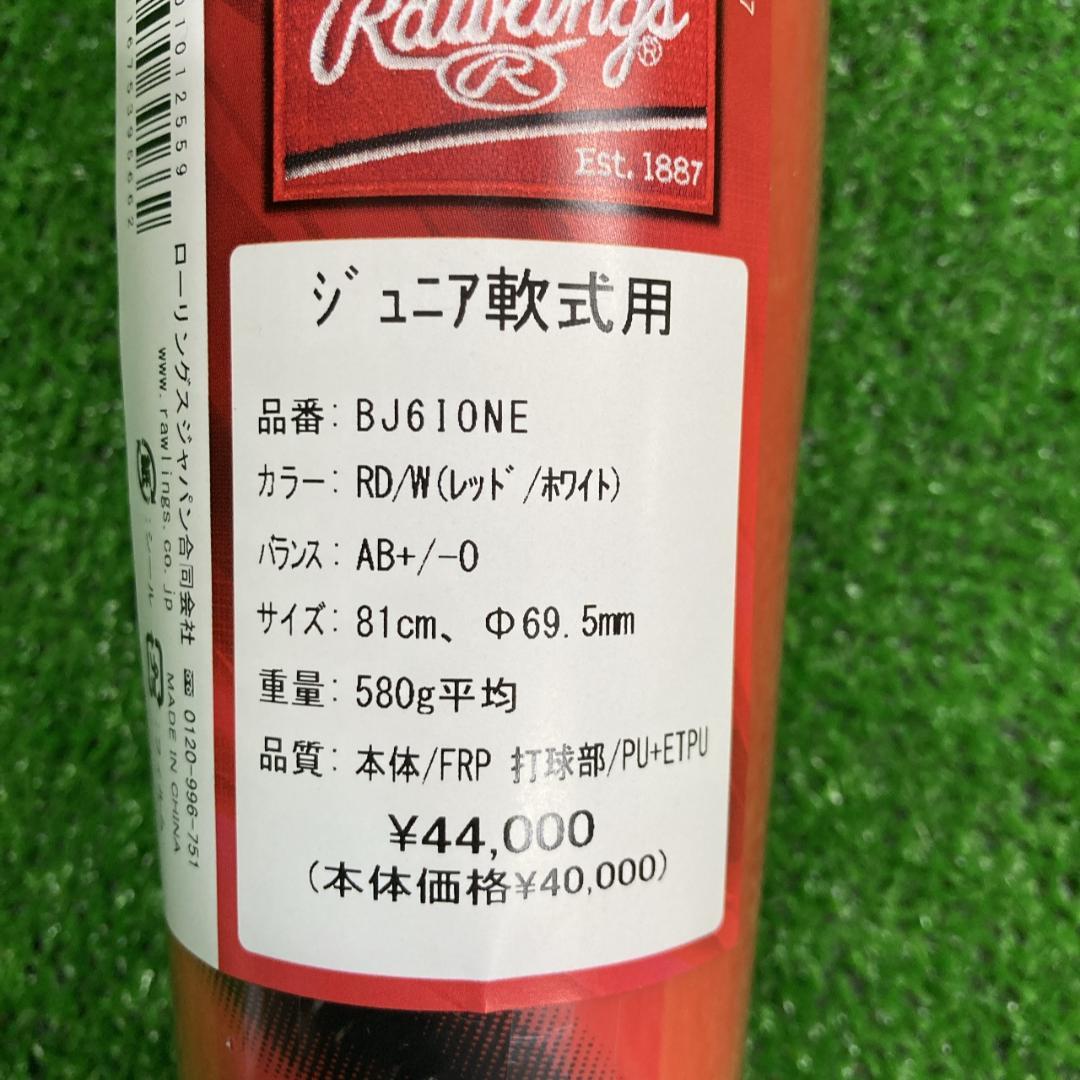 Rawlings
R
Est. 1887
ジュニア軟式用
品番: BJ6IONE
カラー: RD/W(レッド/ホワイト)
バランス: AB+/-0
サイズ: 81cm、 Φ69.5mm
重量: 580g平均
品質: 本体/FRP 打球部/PU+ETPU
¥44,000
(本体価格¥40,000)
ローリングスジャパン合同会社 0120-996-751
www.rawlings.co.jp MADE IN CHINA
紙:シール